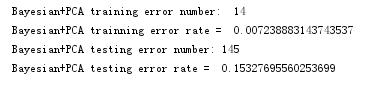 Bayesian+PCA training error number:  14
Bayesian+PCA trainning error rate =  0.007238883143743537
Bayesian+PCA testing error number: 145
Bayesian+PCA testing error rate =  0.15327695560253699